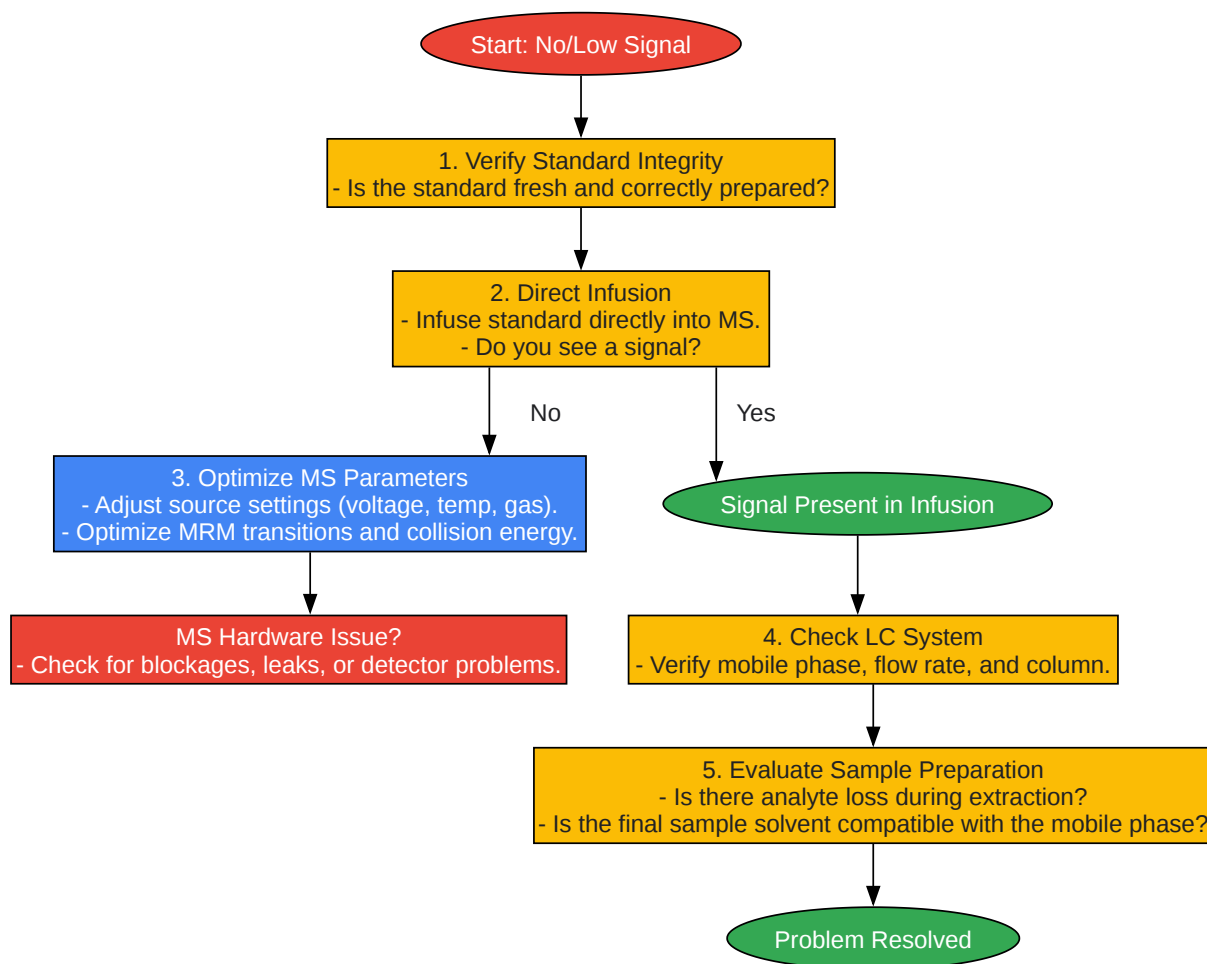 Start: No/Low Signal
1. Verify Standard Integrity
- Is the standard fresh and correctly prepared?
2. Direct Infusion
- Infuse standard directly into MS.
- Do you see a signal?
No
Yes
3. Optimize MS Parameters
- Adjust source settings (voltage, temp, gas).
- Optimize MRM transitions and collision energy.
Signal Present in Infusion
MS Hardware Issue?
- Check for blockages, leaks, or detector problems.
4. Check LC System
- Verify mobile phase, flow rate, and column.
5. Evaluate Sample Preparation
- Is there analyte loss during extraction?
- Is the final sample solvent compatible with the mobile phase?
Problem Resolved